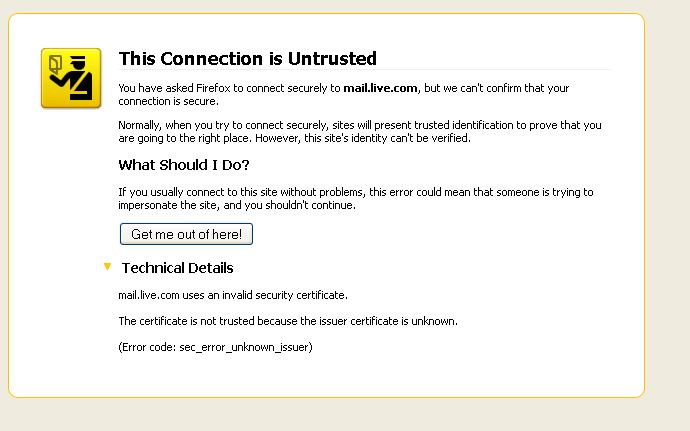 This Connection is Untrusted
You have asked Firefox to connect securely to mail.live.com, but we can't confirm that your
connection is secure.
Normally, when you try to connect securely, sites will present trusted identification to prove that you
are going to the right place. However, this site's identity can't be verified.
What Should I Do?
If you usually connect to this site without problems, this error could mean that someone is trying to
impersonate the site, and you shouldn't continue.
Get me out of here!
Technical Details
mail.live.com uses an invalid security certificate.
The certificate is not trusted because the issuer certificate is unknown.
(Error code: sec_error_unknown_issuer)